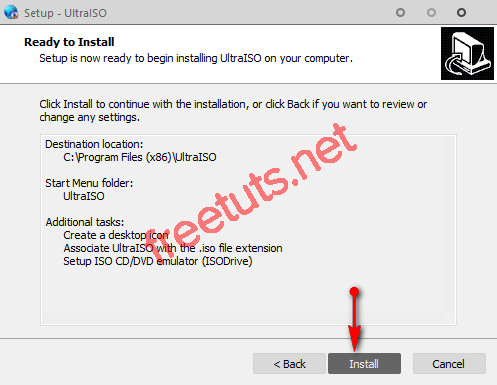 Setup - UltraISO
Ready to Install
Setup is now ready to begin installing UltraISO on your computer.
Click Install to continue with the installation, or click Back if you want to review or
change any settings.
Destination location:
C:\Program Files (x86)\UltraISO
Start Menu folder:
UltraISO
Additional tasks:
Create a desktop icon
Associate UltraISO with the .iso file extension
Setup ISO CD/DVD emulator (ISODrive)
freetuts.net
< Back
Install
Cancel